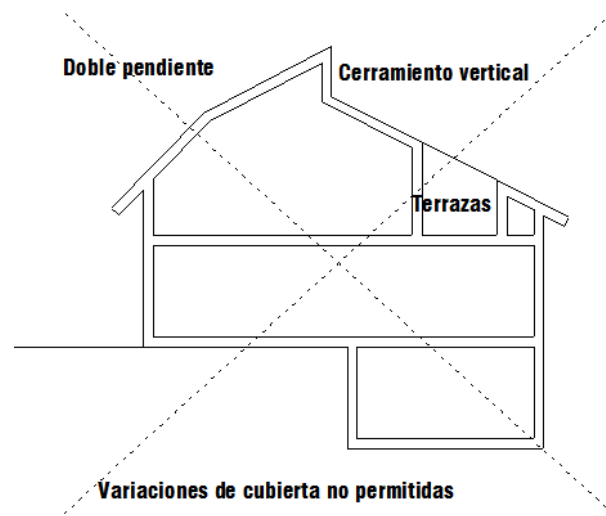 Doble pendiente
Cerramiento vertical
Terrazas
Variaciones de cubierta no permitidas